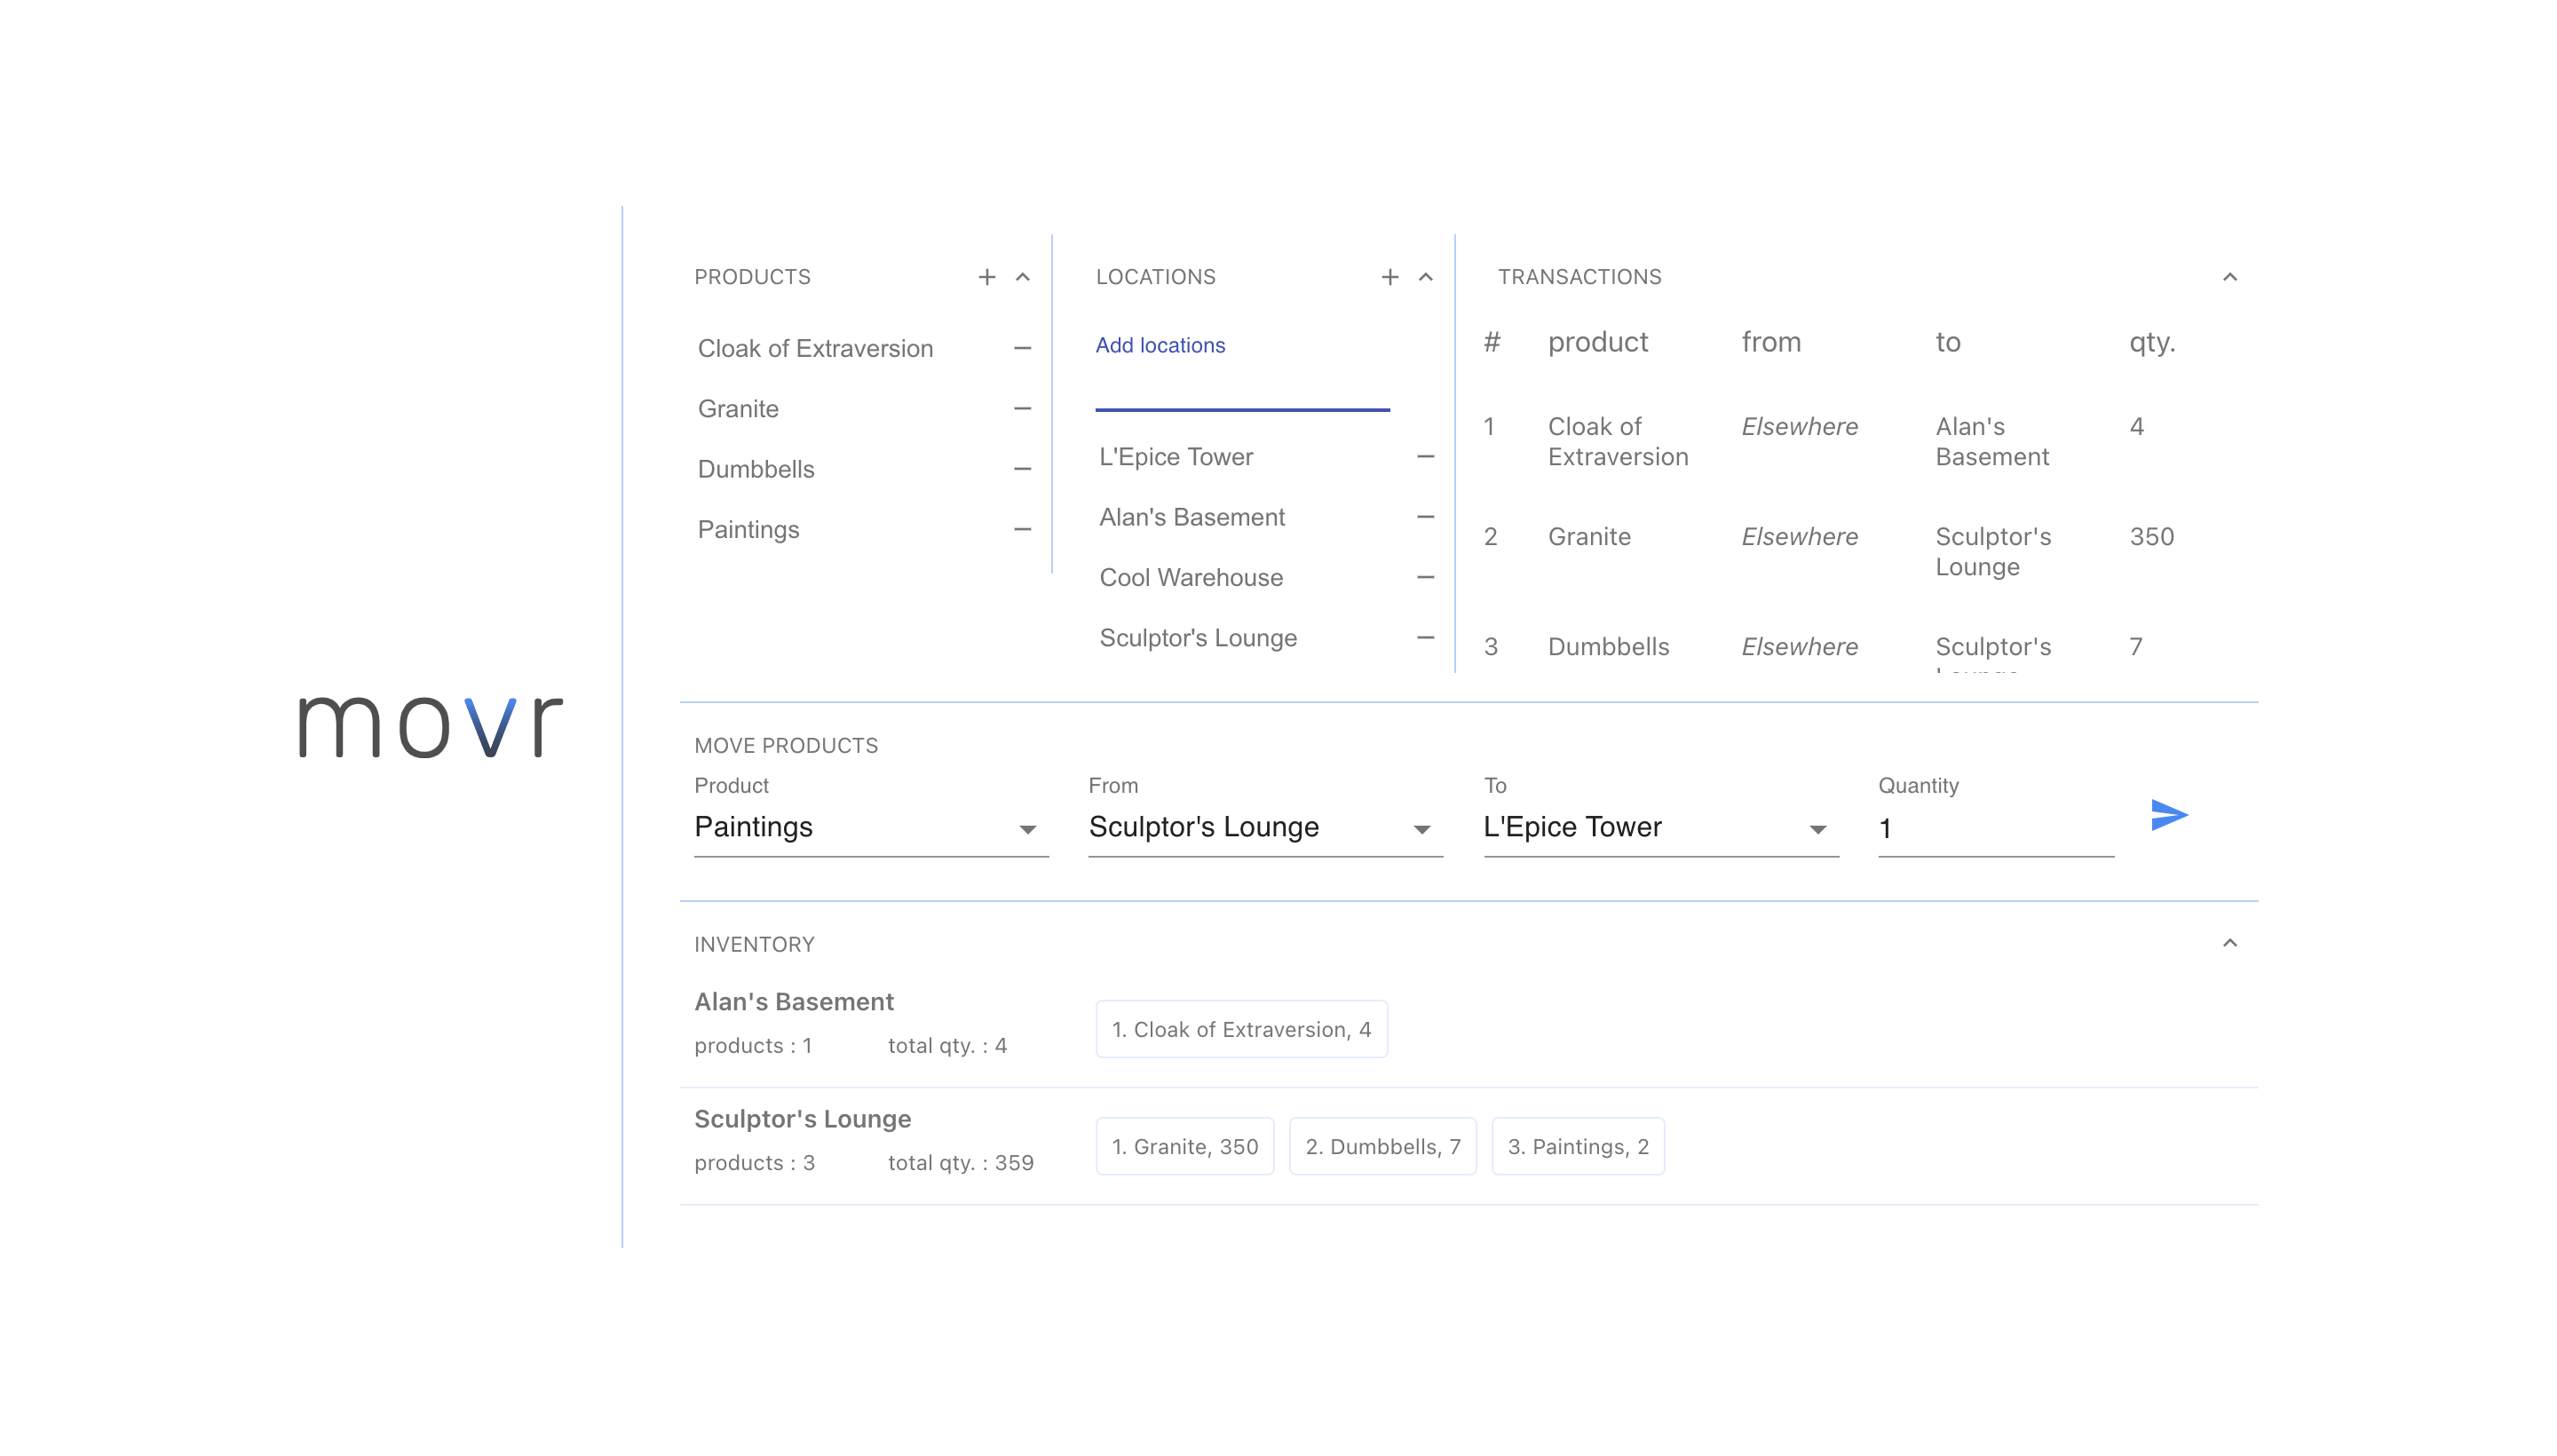 movr
PRODUCTS + 
Cloak of Extraversion –
Granite –
Dumbbells –
Paintings –
LOCATIONS + 
Add locations
L'Epice Tower –
Alan's Basement –
Cool Warehouse –
Sculptor's Lounge –
TRANSACTIONS
# product from to qty.
1 Cloak of Elsewhere Alan's 4
Extraversion Basement
2 Granite Elsewhere Sculptor's 350
Lounge
3 Dumbbells Elsewhere Sculptor's 7
MOVE PRODUCTS
Product From To Quantity
Paintings Sculptor's Lounge L'Epice Tower 1
INVENTORY
Alan's Basement
products : 1 total qty. : 4
1. Cloak of Extraversion, 4
Sculptor's Lounge
products : 3 total qty. : 359
1. Granite, 350 2. Dumbbells, 7 3. Paintings, 2